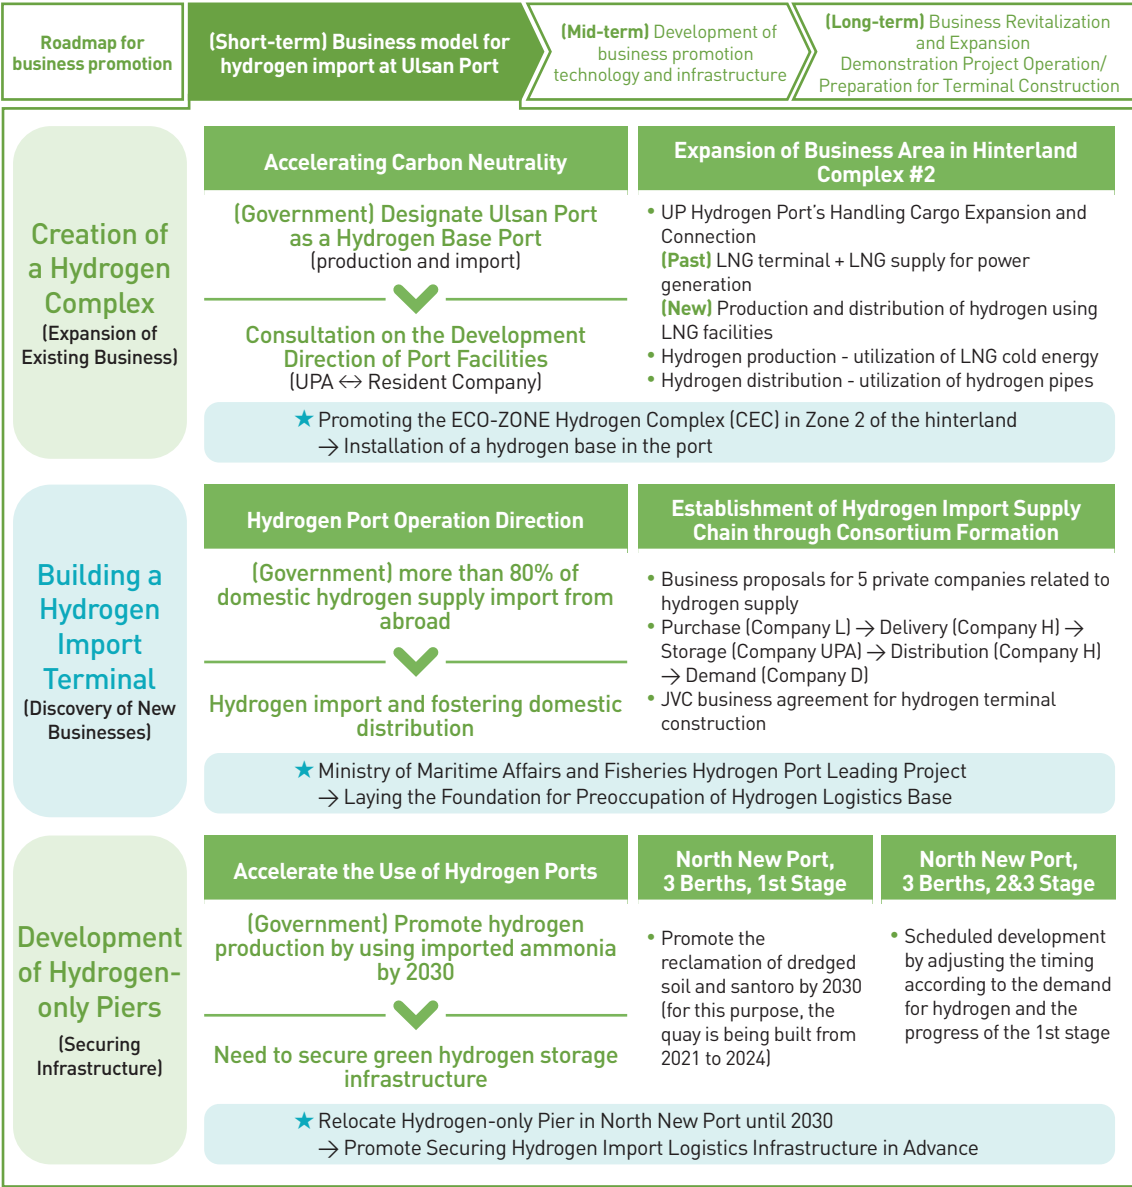 Roadmap for
business promotion
(Short-term) Business model for
hydrogen import at Ulsan Port
(Mid-term) Development of
business promotion
technology and infrastructure
(Long-term) Business Revitalization
and Expansion
Demonstration Project Operation/
Preparation for Terminal Construction
Creation of
a Hydrogen
Complex
(Expansion of
Existing Business)
Accelerating Carbon Neutrality
(Government) Designate Ulsan Port
as a Hydrogen Base Port
(production and import)
Consultation on the Development
Direction of Port Facilities
(UPA ↔ Resident Company)
Expansion of Business Area in Hinterland
Complex #2
• UP Hydrogen Port's Handling Cargo Expansion and
Connection
(Past) LNG terminal + LNG supply for power
generation
(New) Production and distribution of hydrogen using
LNG facilities
• Hydrogen production - utilization of LNG cold energy
• Hydrogen distribution - utilization of hydrogen pipes
★ Promoting the ECO-ZONE Hydrogen Complex (CEC) in Zone 2 of the hinterland
→ Installation of a hydrogen base in the port
Building a
Hydrogen
Import
Terminal
(Discovery of New
Businesses)
Hydrogen Port Operation Direction
(Government) more than 80% of
domestic hydrogen supply import from
abroad
Hydrogen import and fostering domestic
distribution
Establishment of Hydrogen Import Supply
Chain through Consortium Formation
• Business proposals for 5 private companies related to
hydrogen supply
• Purchase (Company L) → Delivery (Company H) →
Storage (Company UPA) → Distribution (Company H)
→ Demand (Company D)
• JVC business agreement for hydrogen terminal
construction
★ Ministry of Maritime Affairs and Fisheries Hydrogen Port Leading Project
→ Laying the Foundation for Preoccupation of Hydrogen Logistics Base
Development
of Hydrogen-
only Piers
(Securing
Infrastructure)
Accelerate the Use of Hydrogen Ports
(Government) Promote hydrogen
production by using imported ammonia
by 2030
Need to secure green hydrogen storage
infrastructure
North New Port,
3 Berths, 1st Stage
• Promote the
reclamation of dredged
soil and santoro by 2030
(for this purpose, the
quay is being built from
2021 to 2024)
North New Port,
3 Berths, 2&3 Stage
• Scheduled development
by adjusting the timing
according to the demand
for hydrogen and the
progress of the 1st stage
★ Relocate Hydrogen-only Pier in North New Port until 2030
→ Promote Securing Hydrogen Import Logistics Infrastructure in Advance